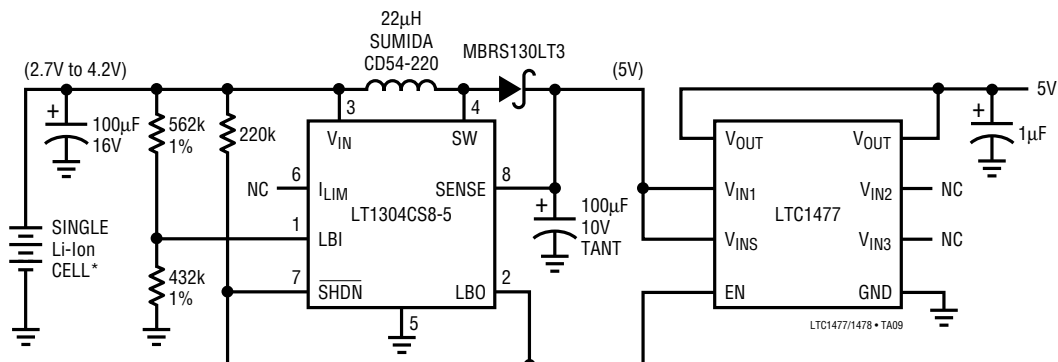 22µH
SUMIDA
CD54-220
MBRS130LT3
(2.7V to 4.2V)
(5V)
5V
+
100µF
16V
562k
1%
220k
3
4
VIN
SW
VOUT
VOUT
+
1µF
NC
6
ILIM
SENSE
8
LT1304CS8-5
VIN1
VIN2
NC
LTC1477
+
100µF
10V
TANT
SINGLE
Li-Ion
CELL*
1
LBI
VINS
VIN3
NC
432k
1%
7
SHDN
LBO
2
EN
GND
5
LTC1477/1478 • TA09